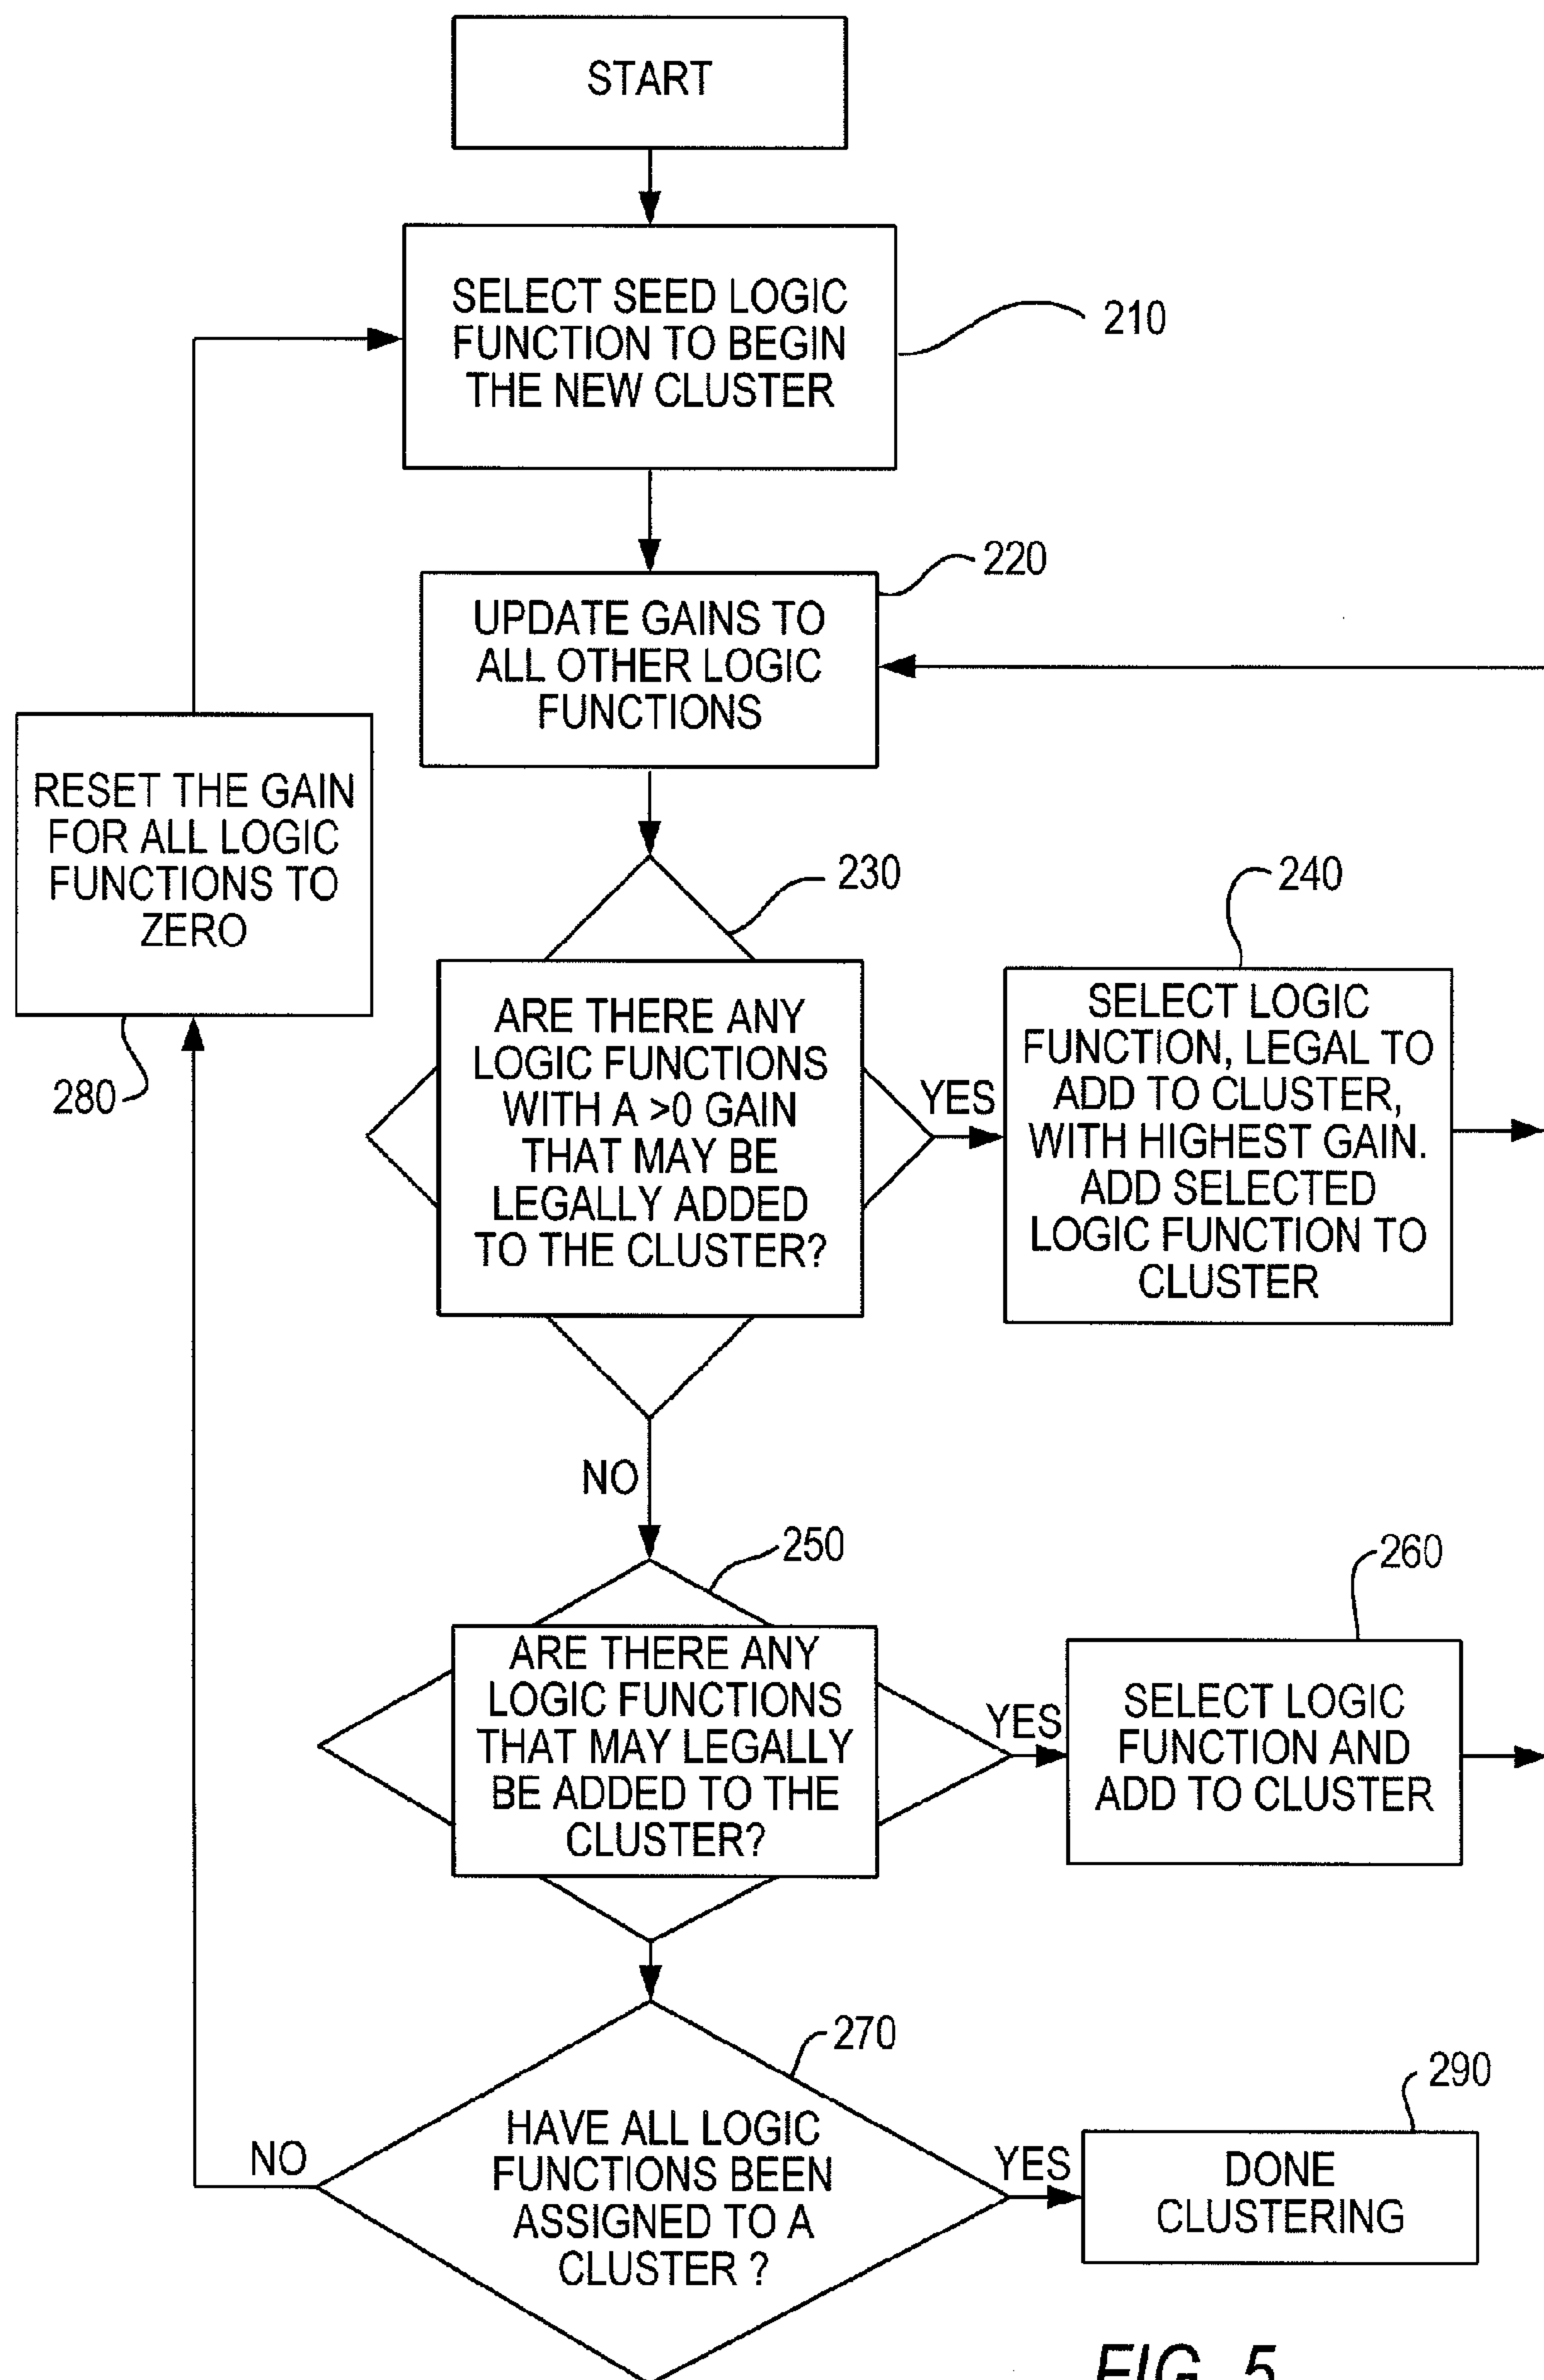 START
SELECT SEED LOGIC
FUNCTION TO BEGIN
THE NEW CLUSTER
210
220
UPDATE GAINS TO
ALL OTHER LOGIC
FUNCTIONS
RESET THE GAIN
FOR ALL LOGIC
FUNCTIONS TO
ZERO
280
230
ARE THERE ANY
LOGIC FUNCTIONS
WITH A >0 GAIN
THAT MAY BE
LEGALLY ADDED
TO THE CLUSTER?
YES
240
SELECT LOGIC
FUNCTION, LEGAL TO
ADD TO CLUSTER,
WITH HIGHEST GAIN.
ADD SELECTED
LOGIC FUNCTION TO
CLUSTER
NO
250
ARE THERE ANY
LOGIC FUNCTIONS
THAT MAY LEGALLY
BE ADDED TO THE
CLUSTER?
YES
260
SELECT LOGIC
FUNCTION AND
ADD TO CLUSTER
270
HAVE ALL LOGIC
FUNCTIONS BEEN
ASSIGNED TO A
CLUSTER ?
NO
YES
290
DONE
CLUSTERING
FIG. 5